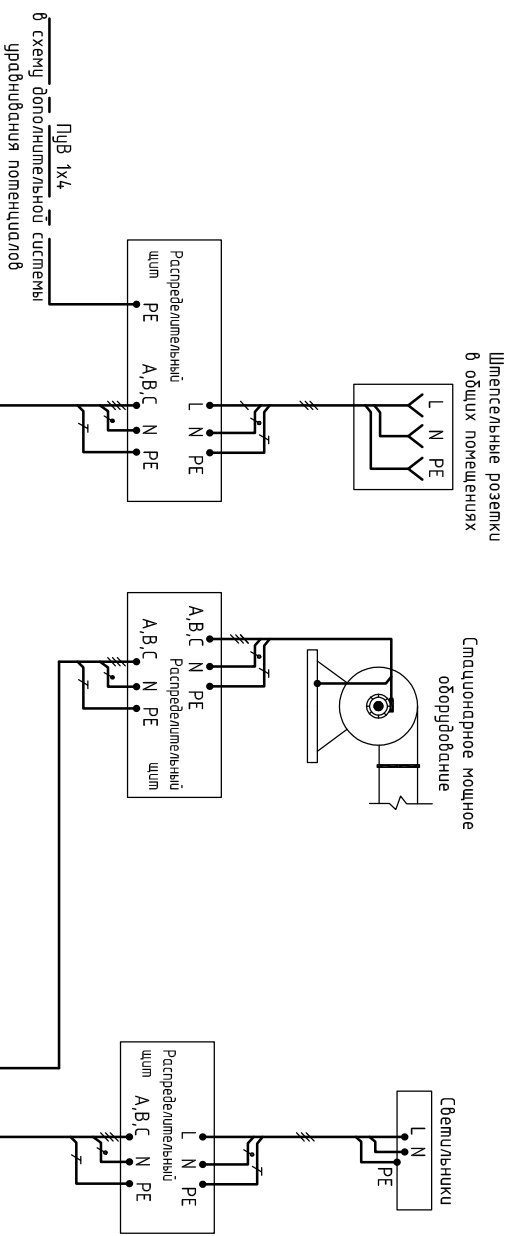 Штепсельные розетки
в общих помещениях
L
N
PE
L
N
PE
Распределительный
щит
PE
A,B,C
N
PE
ПуВ 1x4
в схему дополнительной системы
уравнивания потенциалов
Стационарное мощное
оборудование
A,B,C
N
PE
Распределительный
щит
A,B,C
N
PE
Светильники
L
N
PE
L
N
PE
Распределительный
щит
A,B,C
N
PE